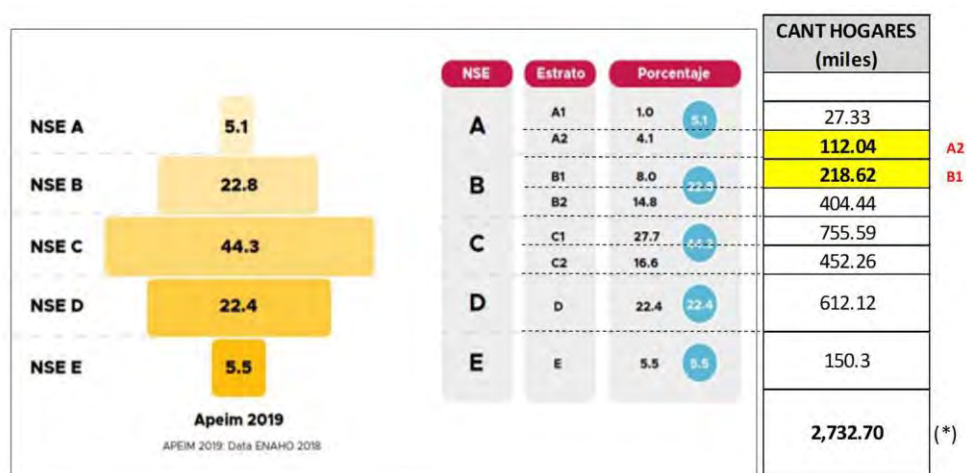 CANT HOGARES
(miles)
NSE Estrato Porcentaje
NSE A 5.1
A A1 1.0 5.1 27.33
A2 4.1 112.04 A2
NSE B 22.8
B B1 8.0 22.8 218.62 B1
B2 14.8 404.44
NSE C 44.3
C C1 27.7 44.3 755.59
C2 16.6 452.26
NSE D 22.4
D D 22.4 22.4 612.12
NSE E 5.5
E E 5.5 5.5 150.3
Apeim 2019
APEIM 2019: Data ENAHO 2018
2,732.70 (*)